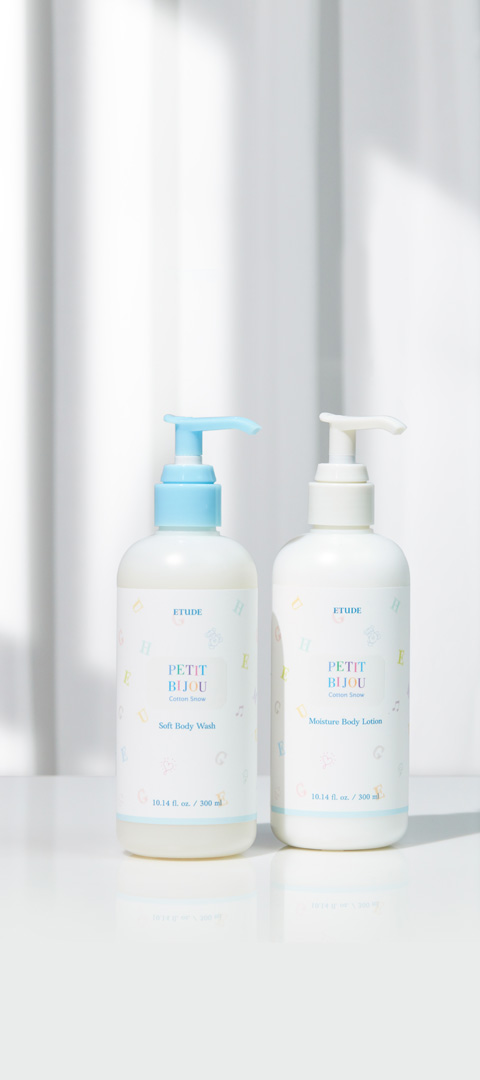 ETUDE
PETIT
BIJOU
Cotton Snow
Soft Body Wash
10.14 fl. oz. / 300 ml
ETUDE
PETIT
BIJOU
Cotton Snow
Moisture Body Lotion
10.14 fl. oz. / 300 ml